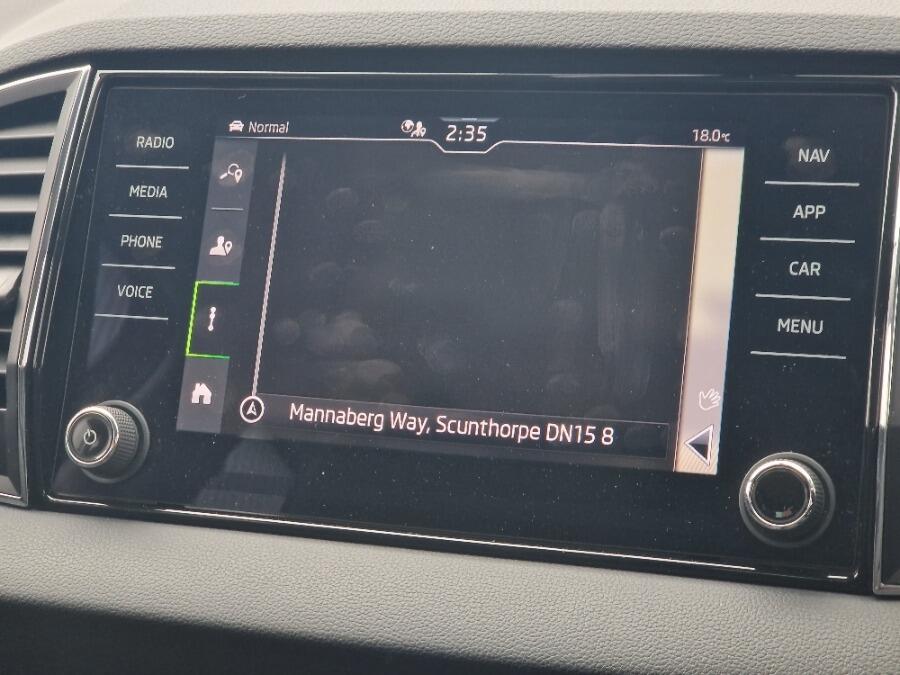 RADIO
MEDIA
PHONE
VOICE
Normal
2:35
18.0°C
Mannaberg Way, Scunthorpe DN15 8
NAV
APP
CAR
MENU